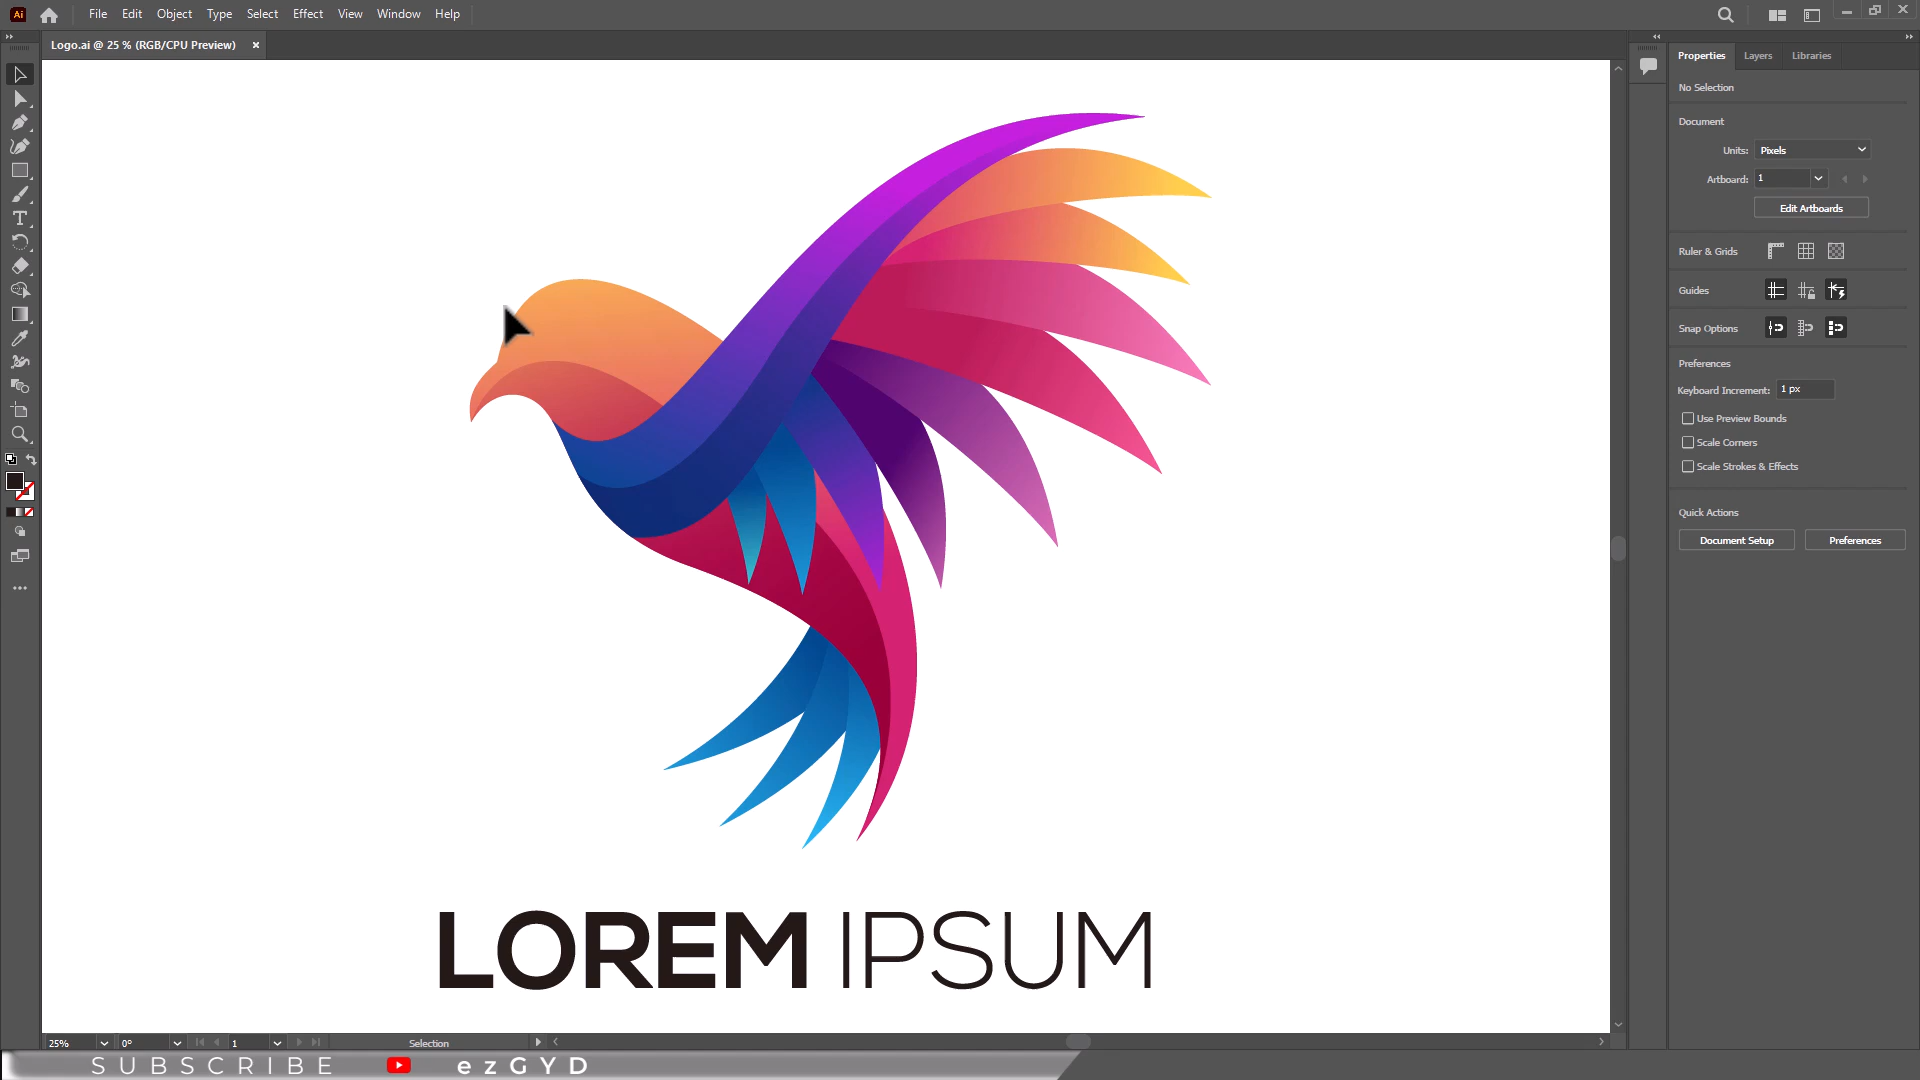 Ai File Edit Object Type Select Effect View Window Help
Logo.ai @ 25 % (RGB/CPU Preview)
Properties Layers Libraries
No Selection
Document
Units: Pixels
Artboard: 1
Edit Artboards
Ruler & Grids
Guides
Snap Options
Preferences
Keyboard Increment: 1 px
Use Preview Bounds
Scale Corners
Scale Strokes & Effects
Quick Actions
Document Setup Preferences
LOREM IPSUM
25% 0° 1 Selection
SUBSCRIBE ezGYD